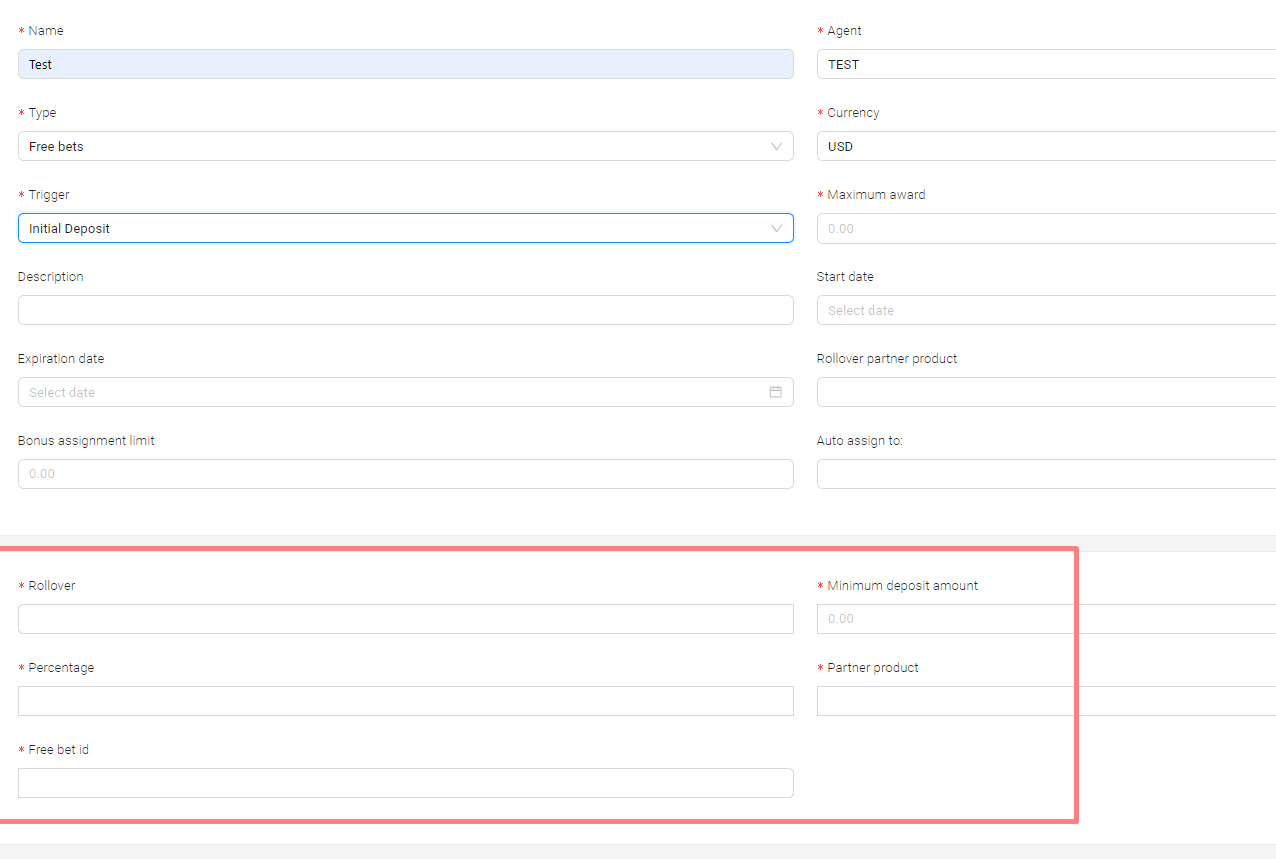 * Name
* Agent
Test
TEST
* Type
* Currency
Free bets
USD
* Trigger
* Maximum award
Initial Deposit
0.00
Description
Start date
Select date
Expiration date
Rollover partner product
Select date
Bonus assignment limit
Auto assign to:
0.00
* Rollover
* Minimum deposit amount
0.00
* Percentage
* Partner product
* Free bet id